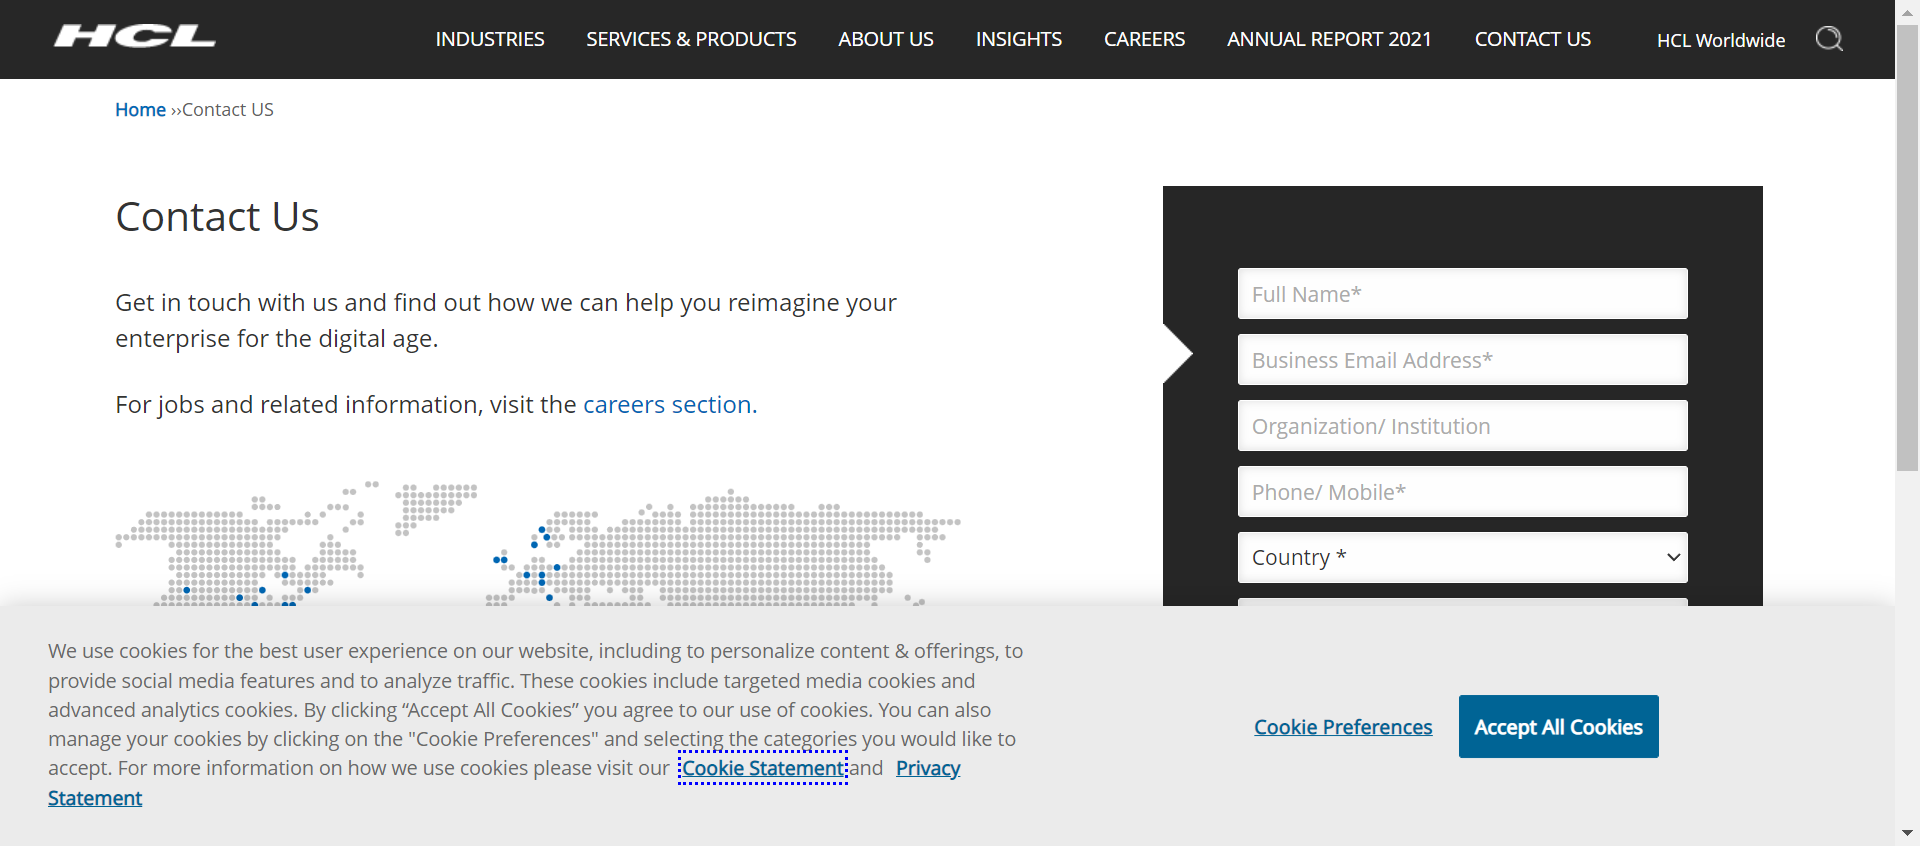 HCL
INDUSTRIES SERVICES & PRODUCTS ABOUT US INSIGHTS CAREERS ANNUAL REPORT 2021 CONTACT US HCL Worldwide
Home ››Contact US
Contact Us
Get in touch with us and find out how we can help you reimagine your
enterprise for the digital age.
For jobs and related information, visit the careers section.
Full Name*
Business Email Address*
Organization/ Institution
Phone/ Mobile*
Country *
We use cookies for the best user experience on our website, including to personalize content & offerings, to
provide social media features and to analyze traffic. These cookies include targeted media cookies and
advanced analytics cookies. By clicking “Accept All Cookies” you agree to our use of cookies. You can also
manage your cookies by clicking on the "Cookie Preferences" and selecting the categories you would like to
accept. For more information on how we use cookies please visit our Cookie Statement and Privacy
Statement
Cookie Preferences
Accept All Cookies